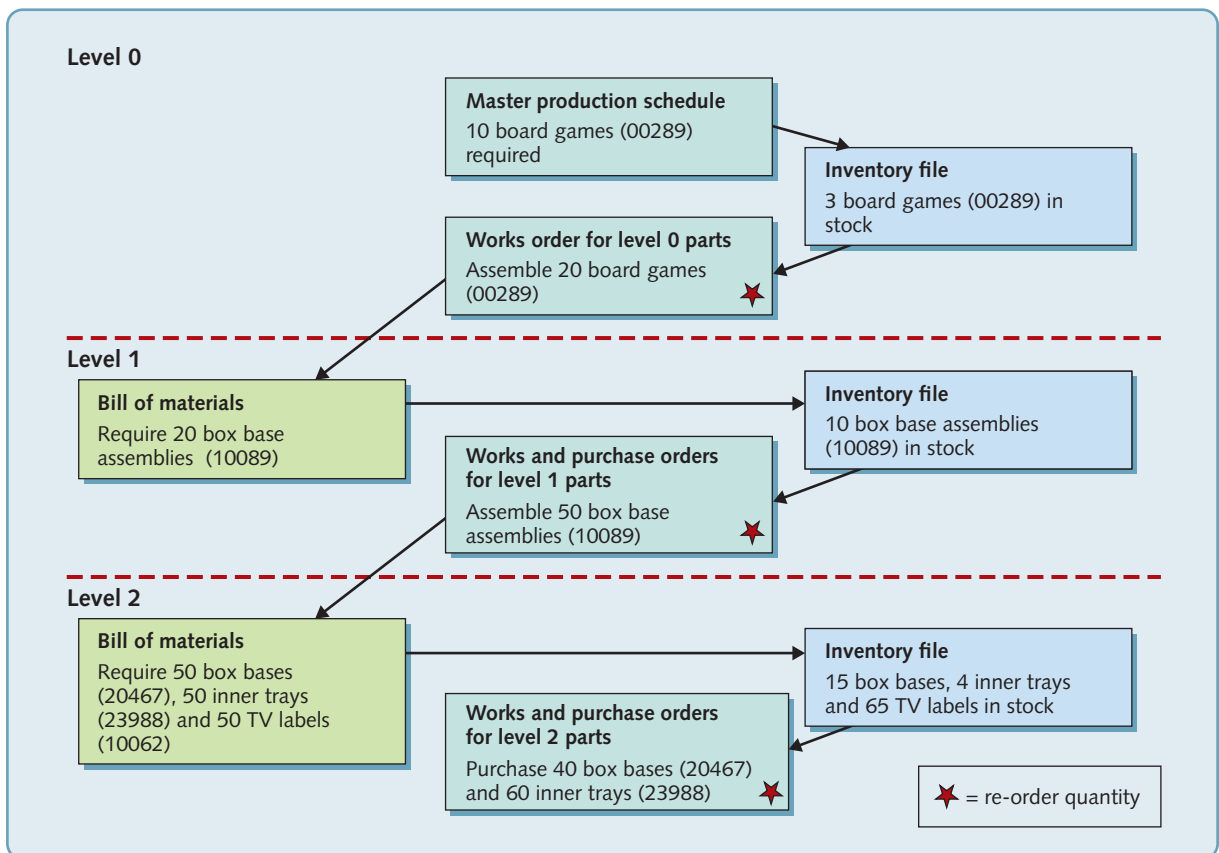 Level 0
Master production schedule
10 board games (00289)
required
Inventory file
3 board games (00289) in
stock
Works order for level 0 parts
Assemble 20 board games
(00289)
Level 1
Bill of materials
Require 20 box base
assemblies (10089)
Inventory file
10 box base assemblies
(10089) in stock
Works and purchase orders
for level 1 parts
Assemble 50 box base
assemblies (10089)
Level 2
Bill of materials
Require 50 box bases
(20467), 50 inner trays
(23988) and 50 TV labels
(10062)
Inventory file
15 box bases, 4 inner trays
and 65 TV labels in stock
Works and purchase orders
for level 2 parts
Purchase 40 box bases (20467)
and 60 inner trays (23988)
= re-order quantity